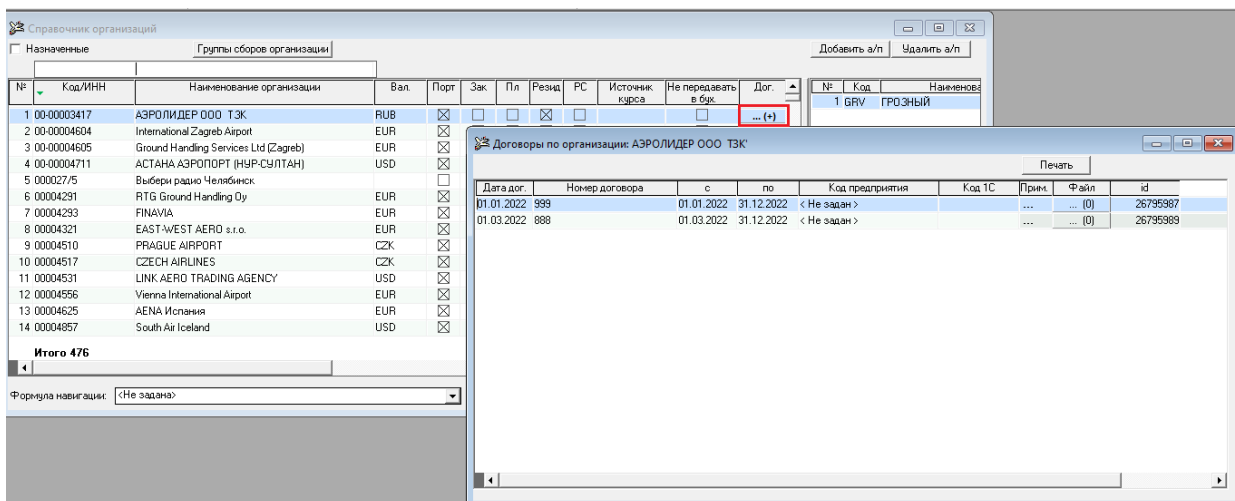 Справочник организаций
Назначенные Группы сборов организации Добавить а/п Удалить а/п
№ Код/ИНН Наименование организации Вал. Порт Зак Пл Резид РС Источник курса Не передавать в бух. Дог. № Код Наименова
1 00-00003417 АЭРОЛИДЕР ООО ТЗК RUB ... (+) 1 GRV ГРОЗНЫЙ
2 00-00004604 International Zagreb Airport EUR
3 00-00004605 Ground Handling Services Ltd (Zagreb) EUR
4 00-00004711 АСТАНА АЭРОПОРТ (НУР-СУЛТАН) USD
5 000027/5 Выбери радио Челябинск
6 00004291 RTG Ground Handling Oy EUR
7 00004293 FINAVIA EUR
8 00004321 EAST-WEST AERO s.r.o. EUR
9 00004510 PRAGUE AIRPORT CZK
10 00004517 CZECH AIRLINES CZK
11 00004531 LINK AERO TRADING AGENCY USD
12 00004556 Vienna International Airport EUR
13 00004625 AENA Испания EUR
14 00004857 South Air Iceland USD
Итого 476
Формула навигации: <Не задана>
Договоры по организации: АЭРОЛИДЕР ООО ТЗК'
Печать
Дата дог. Номер договора с по Код предприятия Код 1С Прим. Файл id
01.01.2022 999 01.01.2022 31.12.2022 < Не задан > ... ... (0) 26795987
01.03.2022 888 01.03.2022 31.12.2022 < Не задан > ... ... (0) 26795989